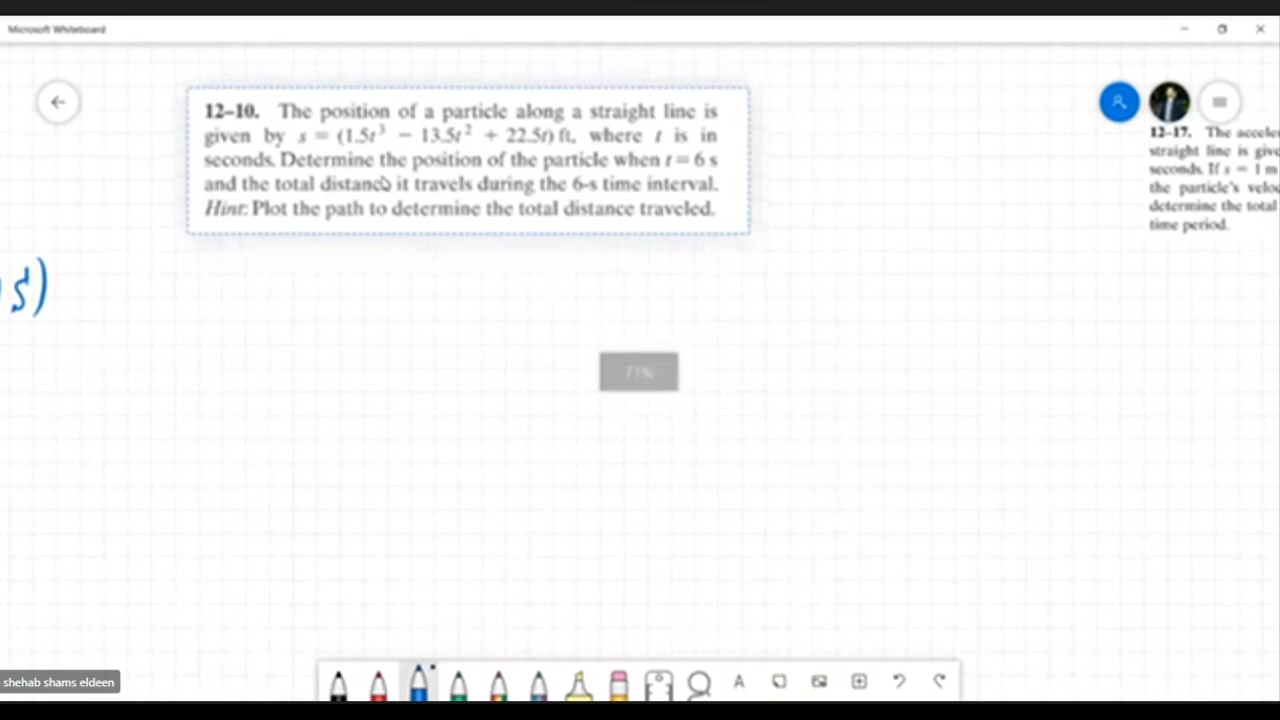 Microsoft Whiteboard
12–10. The position of a particle along a straight line is
given by s = (1.5t³ − 13.5t² + 22.5t) ft, where t is in
seconds. Determine the position of the particle when t = 6 s
and the total distance it travels during the 6-s time interval.
Hint: Plot the path to determine the total distance traveled.
12–17. The
straight line is
seconds. If s = 1 m
the particle's
determine the total
time period.
s)
71%
shehab shams eldeen
A